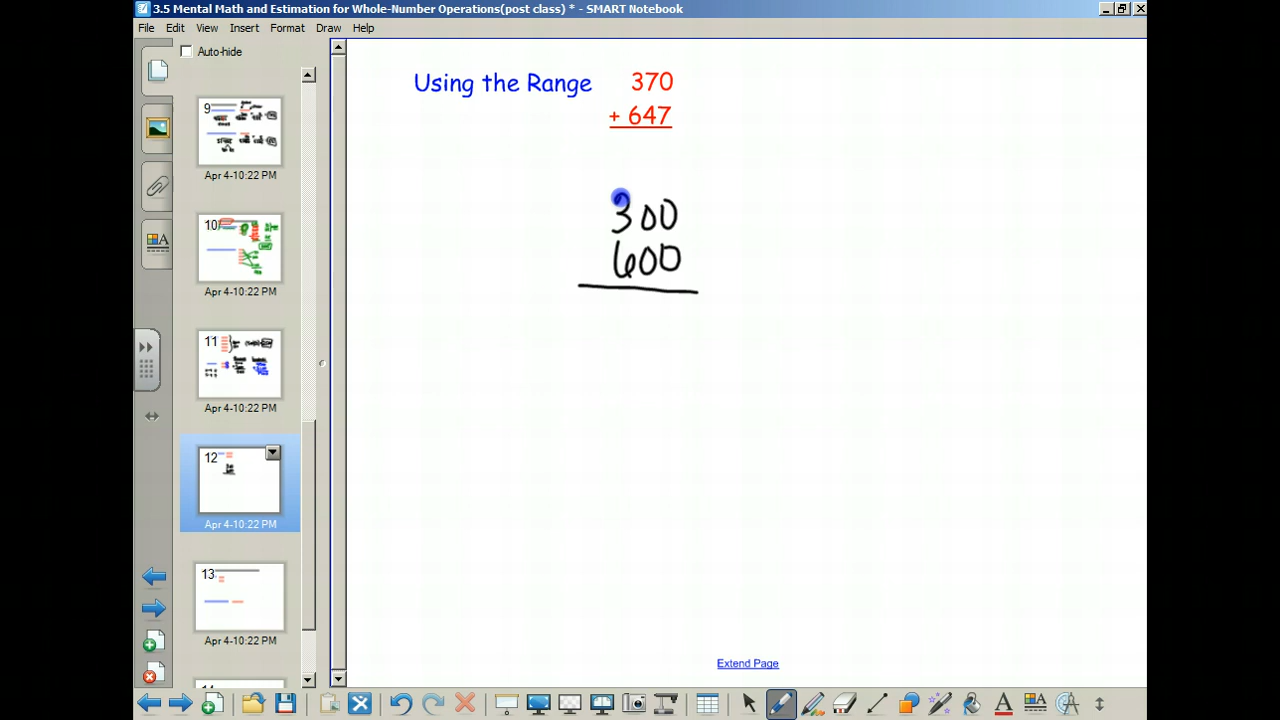 3.5 Mental Math and Estimation for Whole-Number Operations(post class) * - SMART Notebook
File Edit View Insert Format Draw Help
Auto-hide
9
Apr 4-10:22 PM
10
Apr 4-10:22 PM
11
Apr 4-10:22 PM
12
Apr 4-10:22 PM
13
Apr 4-10:22 PM
Using the Range 370
+ 647
300
600
Extend Page